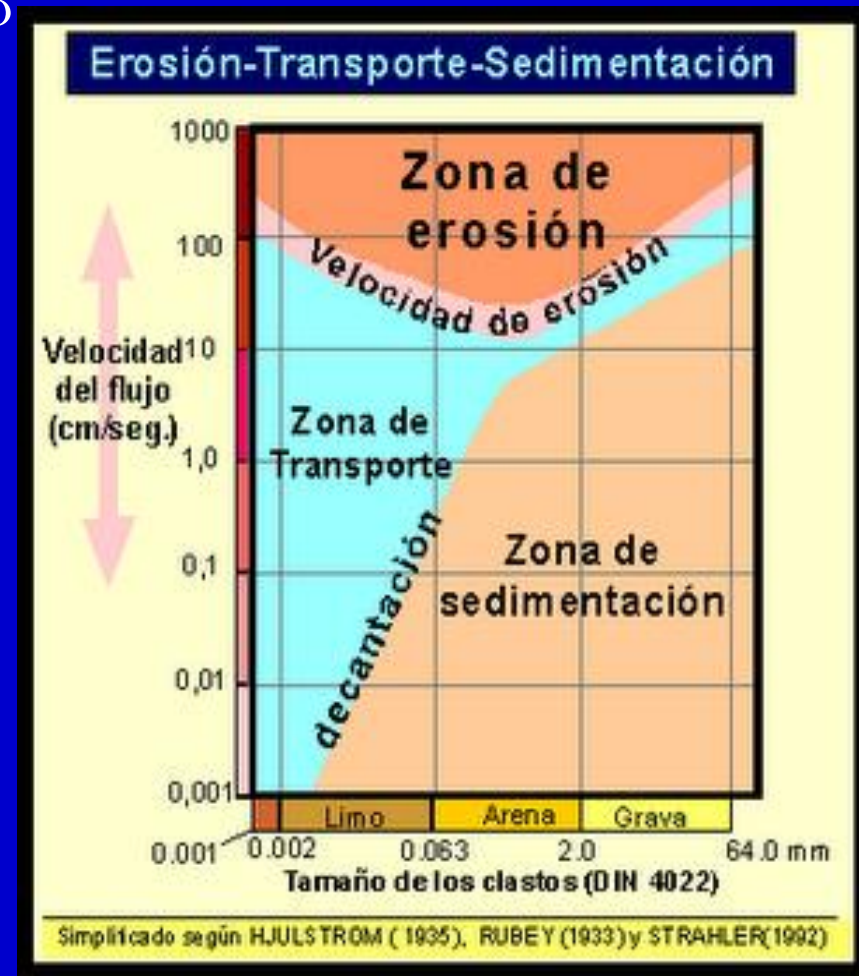 Erosión-Transporte-Sedimentación
1000
100
10
1,0
0,1
0,01
0,001
Velocidad
del flujo
(cm/seg.)
Zona de
erosión
Velocidad de erosión
Zona de
Transporte
decantación
Zona de
sedimentación
Limo
Arena
Grava
0.001
0.002
0.063
2.0
64.0 mm
Tamaño de los clastos (DIN 4022)
Simplificado según HJULSTROM (1935), RUBEY (1933) y STRAHLER(1992)